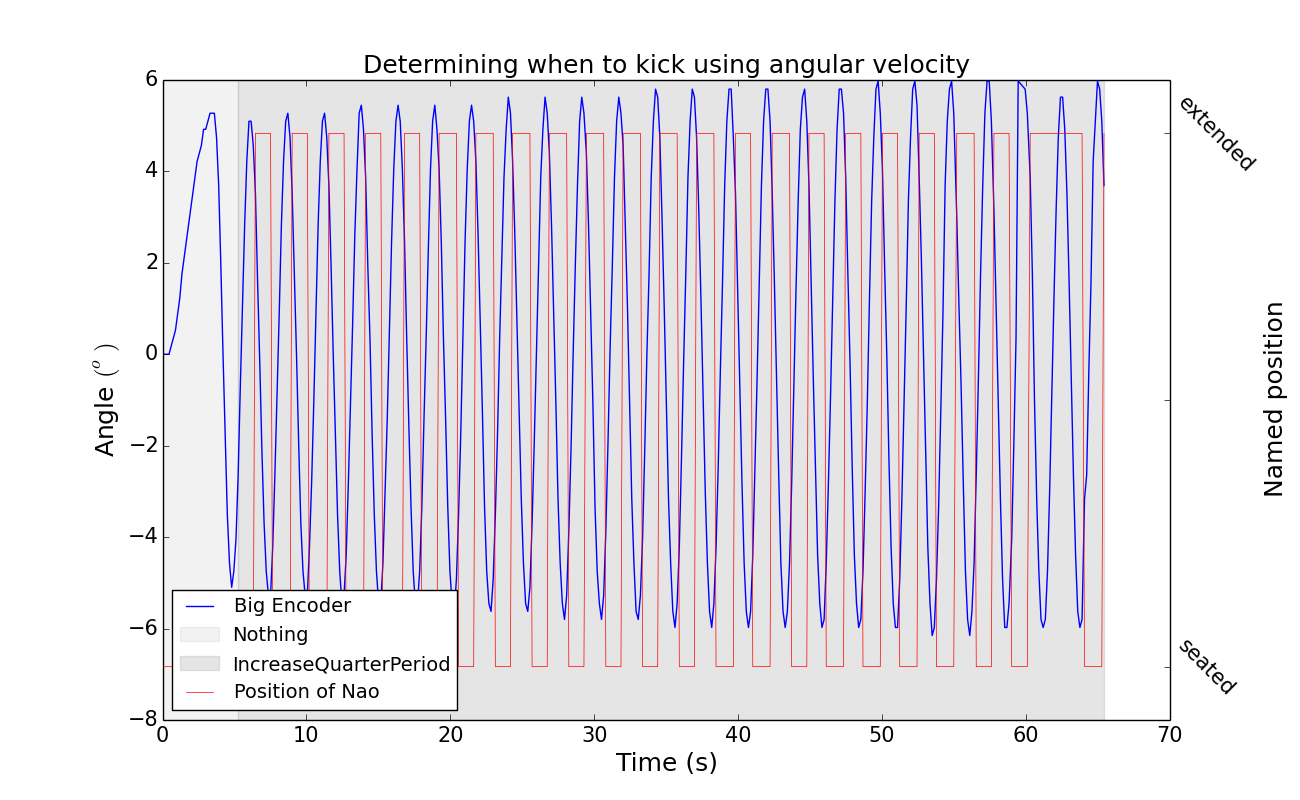 Determining when to kick using angular velocity
6
4
2
0
−2
−4
−6
−8
Angle (°)
0 10 20 30 40 50 60 70
Time (s)
extended
seated
Named position
Big Encoder
Nothing
IncreaseQuarterPeriod
Position of Nao